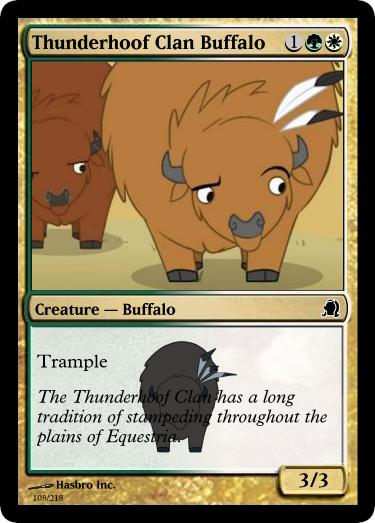 Thunderhoof Clan Buffalo 1
Creature — Buffalo
Trample
The Thunderhoof Clan has a long
tradition of stampeding throughout the
plains of Equestria.
3/3
Hasbro Inc.
108/218